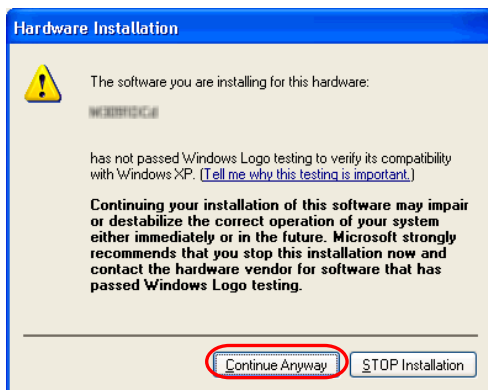 Hardware Installation
The software you are installing for this hardware:
has not passed Windows Logo testing to verify its compatibility
with Windows XP. (Tell me why this testing is important.)
Continuing your installation of this software may impair
or destabilize the correct operation of your system
either immediately or in the future. Microsoft strongly
recommends that you stop this installation now and
contact the hardware vendor for software that has
passed Windows Logo testing.
Continue Anyway
STOP Installation